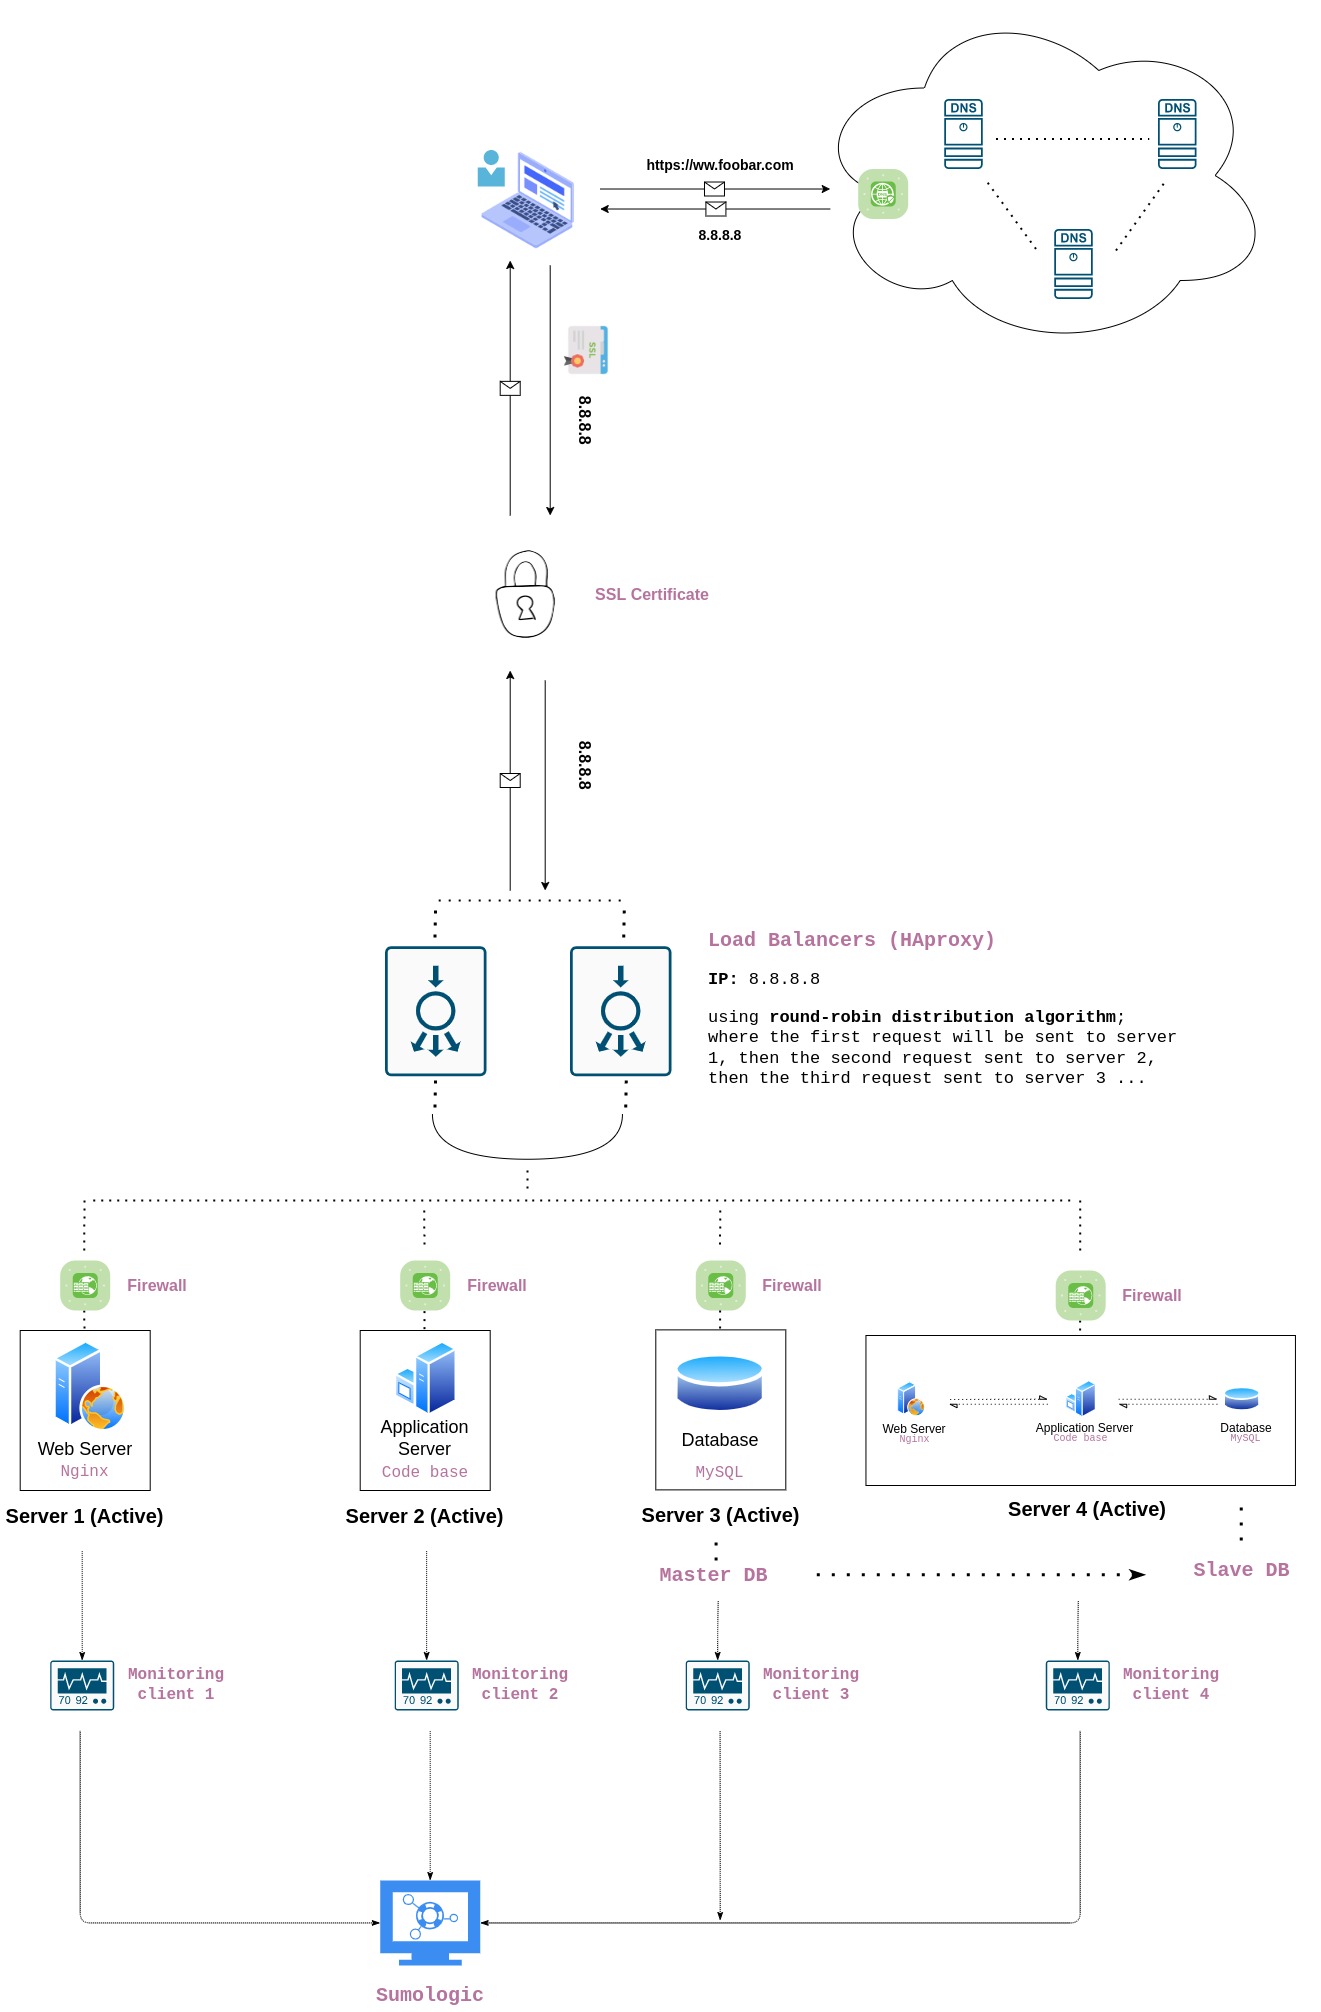 DNS
DNS
https://ww.foobar.com
8.8.8.8
DNS
SSL
8.8.8.8
SSL Certificate
8.8.8.8
Load Balancers (HAproxy)
IP: 8.8.8.8
using round-robin distribution algorithm;
where the first request will be sent to server
1, then the second request sent to server 2,
then the third request sent to server 3 ...
Firewall
Firewall
Firewall
Firewall
Web Server
Nginx
Server 1 (Active)
Application
Server
Code base
Server 2 (Active)
Database
MySQL
Server 3 (Active)
Web Server
Nginx
Application Server
Code base
Database
MySQL
Server 4 (Active)
Master DB
Slave DB
70 92
Monitoring
client 1
70 92
Monitoring
client 2
70 92
Monitoring
client 3
70 92
Monitoring
client 4
Sumologic